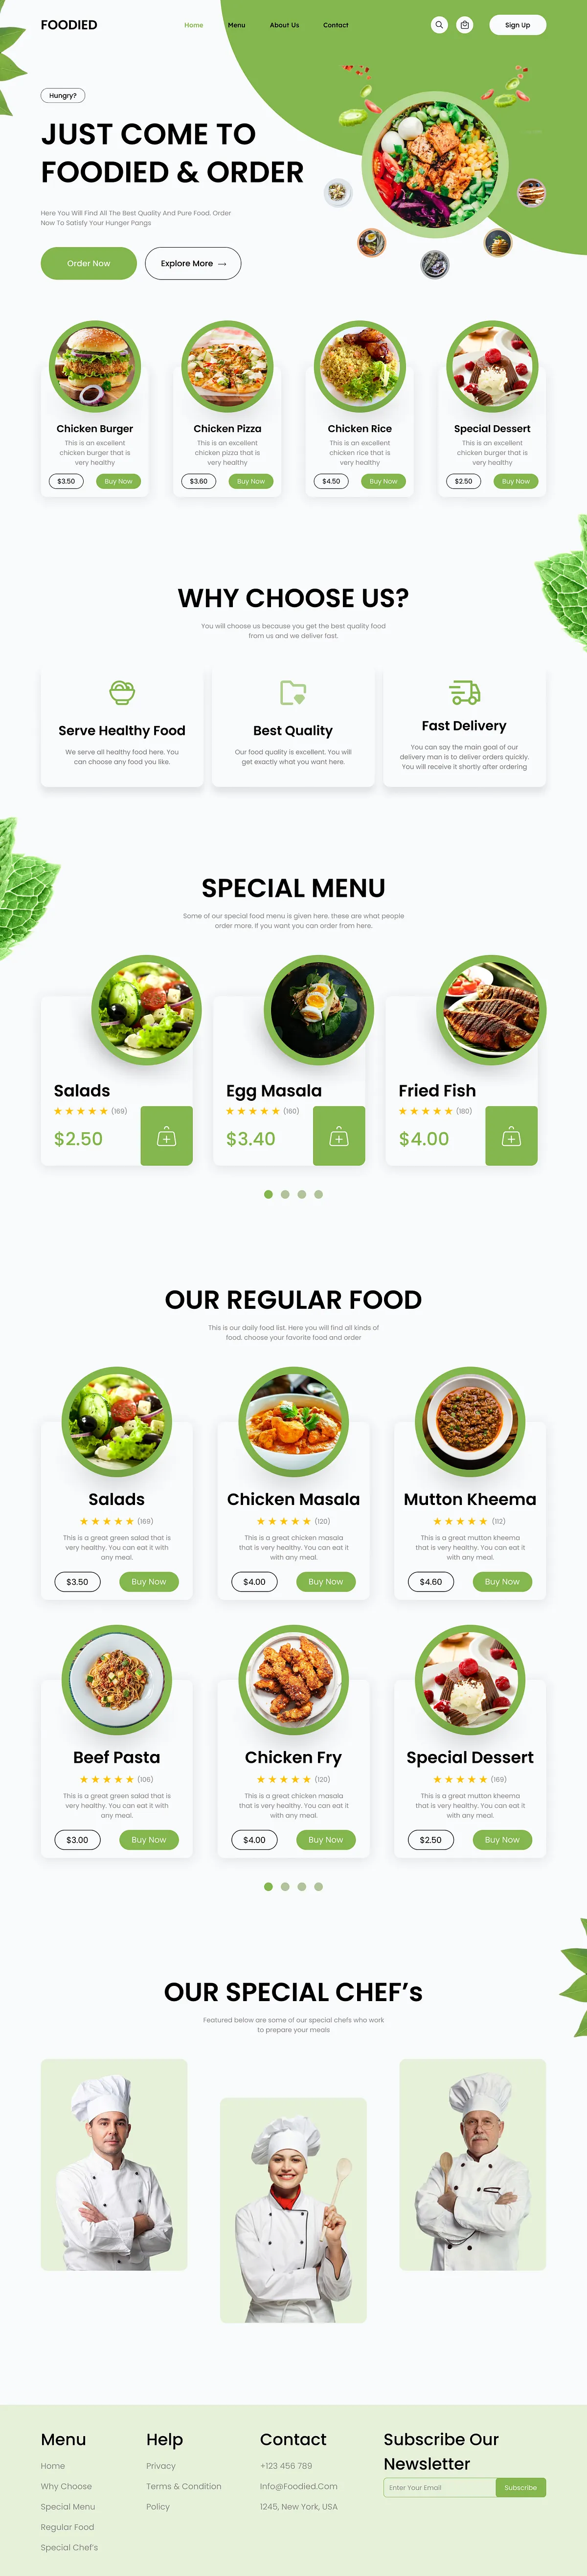 FOODIED
Home Menu About Us Contact
Sign Up
Hungry?
JUST COME TO
FOODIED & ORDER
Here You Will Find All The Best Quality And Pure Food. Order
Now To Satisfy Your Hunger Pangs
Order Now
Explore More →
Chicken Burger
This is an excellent
chicken burger that is
very healthy
$3.50 Buy Now
Chicken Pizza
This is an excellent
chicken pizza that is
very healthy
$3.60 Buy Now
Chicken Rice
This is an excellent
chicken rice that is
very healthy
$4.50 Buy Now
Special Dessert
This is an excellent
chicken burger that is
very healthy
$2.50 Buy Now
WHY CHOOSE US?
You will choose us because you get the best quality food
from us and we deliver fast.
Serve Healthy Food
We serve all healthy food here. You
can choose any food you like.
Best Quality
Our food quality is excellent. You will
get exactly what you want here.
Fast Delivery
You can say the main goal of our
delivery man is to deliver orders quickly.
You will receive it shortly after ordering
SPECIAL MENU
Some of our special food menu is given here. these are what people
order more. If you want you can order from here.
Salads
(169)
$2.50
Egg Masala
(160)
$3.40
Fried Fish
(180)
$4.00
OUR REGULAR FOOD
This is our daily food list. Here you will find all kinds of
food. choose your favorite food and order
Salads
(169)
This is a great green salad that is
very healthy. You can eat it with
any meal.
$3.50 Buy Now
Chicken Masala
(120)
This is a great chicken masala
that is very healthy. You can eat it
with any meal.
$4.00 Buy Now
Mutton Kheema
(112)
This is a great mutton kheema
that is very healthy. You can eat it
with any meal.
$4.60 Buy Now
Beef Pasta
(106)
This is a great green salad that is
very healthy. You can eat it with
any meal.
$3.00 Buy Now
Chicken Fry
(120)
This is a great chicken masala
that is very healthy. You can eat it
with any meal.
$4.00 Buy Now
Special Dessert
(169)
This is a great mutton kheema
that is very healthy. You can eat it
with any meal.
$2.50 Buy Now
OUR SPECIAL CHEF's
Featured below are some of our special chefs who work
to prepare your meals
Menu
Home
Why Choose
Special Menu
Regular Food
Special Chef's
Help
Privacy
Terms & Condition
Policy
Contact
+123 456 789
Info@Foodied.Com
1245, New York, USA
Subscribe Our
Newsletter
Enter Your Email
Subscribe